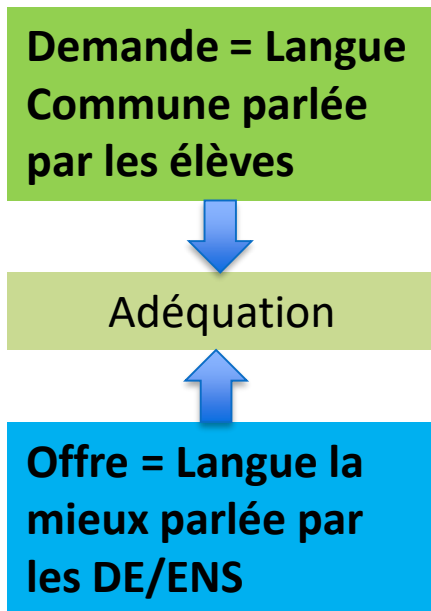 Demande = Langue
Commune parlée
par les élèves
Adéquation
Offre = Langue la
mieux parlée par
les DE/ENS